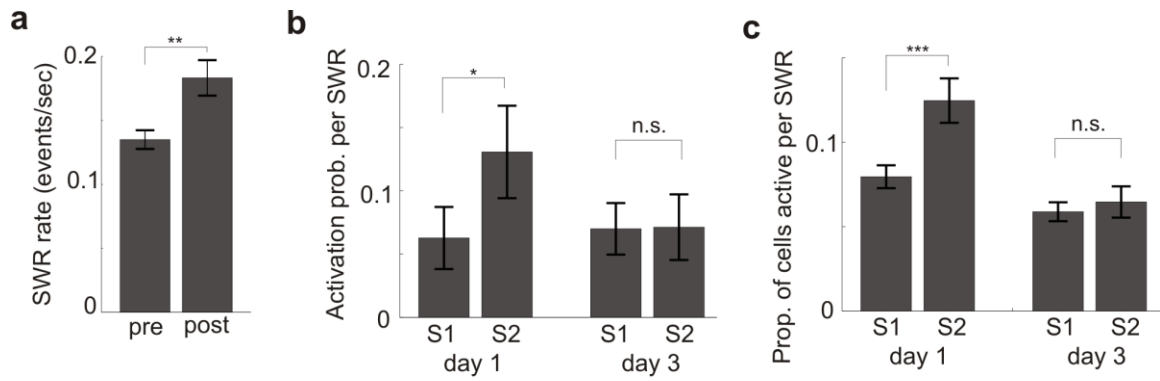 a
SWR rate (events/sec)
0.2
0.1
0
**
pre post
b
Activation prob. per SWR
0.2
0.1
0
*
n.s.
S1 S2 S1 S2
day 1 day 3
c
Prop. of cells active per SWR
0.1
0
***
n.s.
S1 S2 S1 S2
day 1 day 3